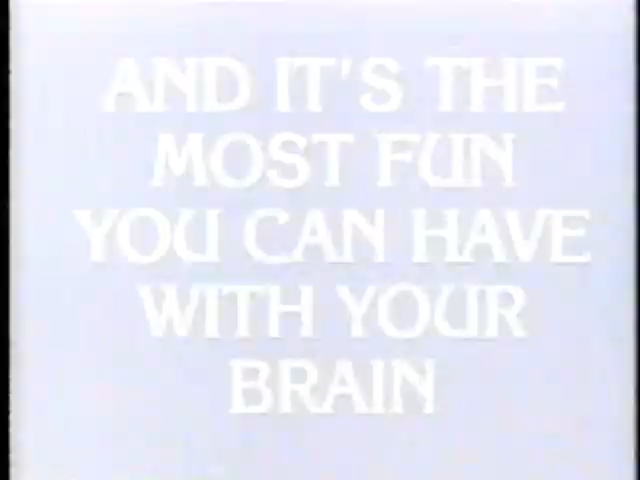 AND IT'S THE
MOST FUN
YOU CAN HAVE
WITH YOUR
BRAIN